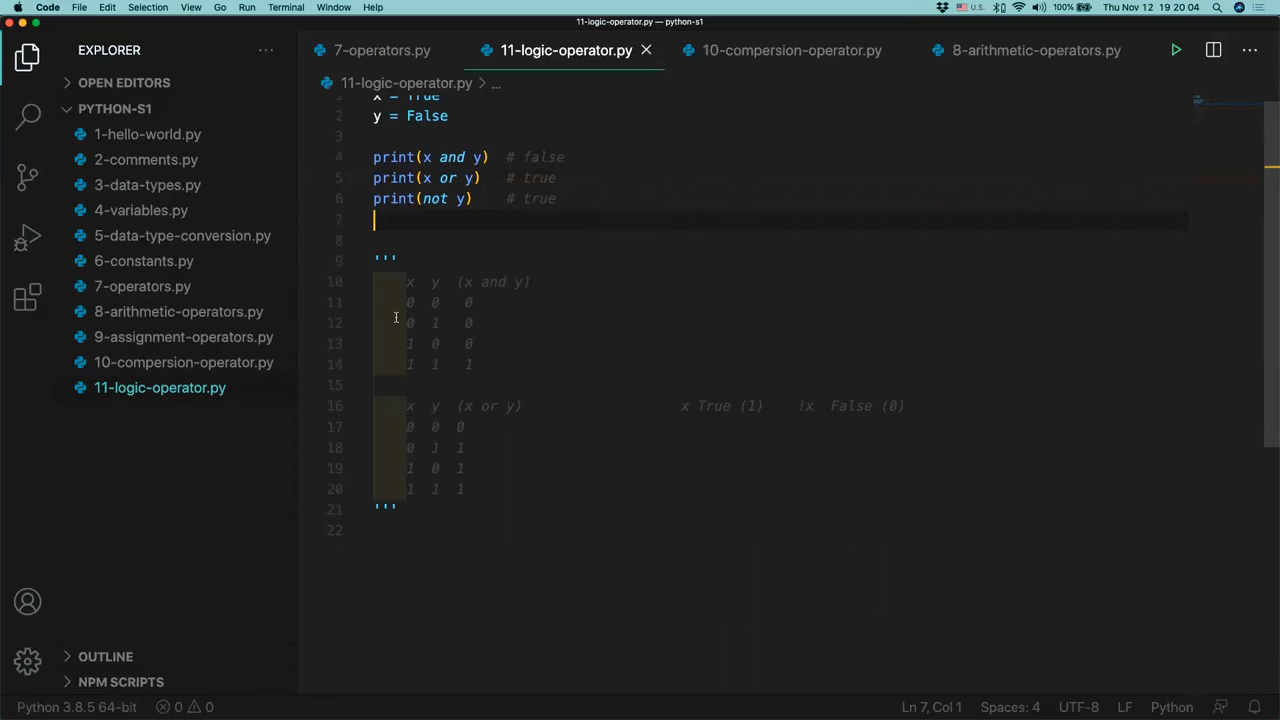 Code File Edit Selection View Go Run Terminal Window Help U.S. 100% Thu Nov 12 19 20 04
11-logic-operator.py — python-s1
EXPLORER
7-operators.py 11-logic-operator.py 10-compersion-operator.py 8-arithmetic-operators.py
OPEN EDITORS
PYTHON-S1
1-hello-world.py
2-comments.py
3-data-types.py
4-variables.py
5-data-type-conversion.py
6-constants.py
7-operators.py
8-arithmetic-operators.py
9-assignment-operators.py
10-compersion-operator.py
11-logic-operator.py
OUTLINE
NPM SCRIPTS
11-logic-operator.py > ...
1 x = True
2 y = False
3
4 print(x and y) # false
5 print(x or y) # true
6 print(not y) # true
7
8
9 '''
10 x y (x and y)
11 0 0 0
12 0 1 0
13 1 0 0
14 1 1 1
15
16 x y (x or y) x True (1) !x False (0)
17 0 0 0
18 0 1 1
19 1 0 1
20 1 1 1
21 '''
22
Python 3.8.5 64-bit 0 0 Ln 7, Col 1 Spaces: 4 UTF-8 LF Python